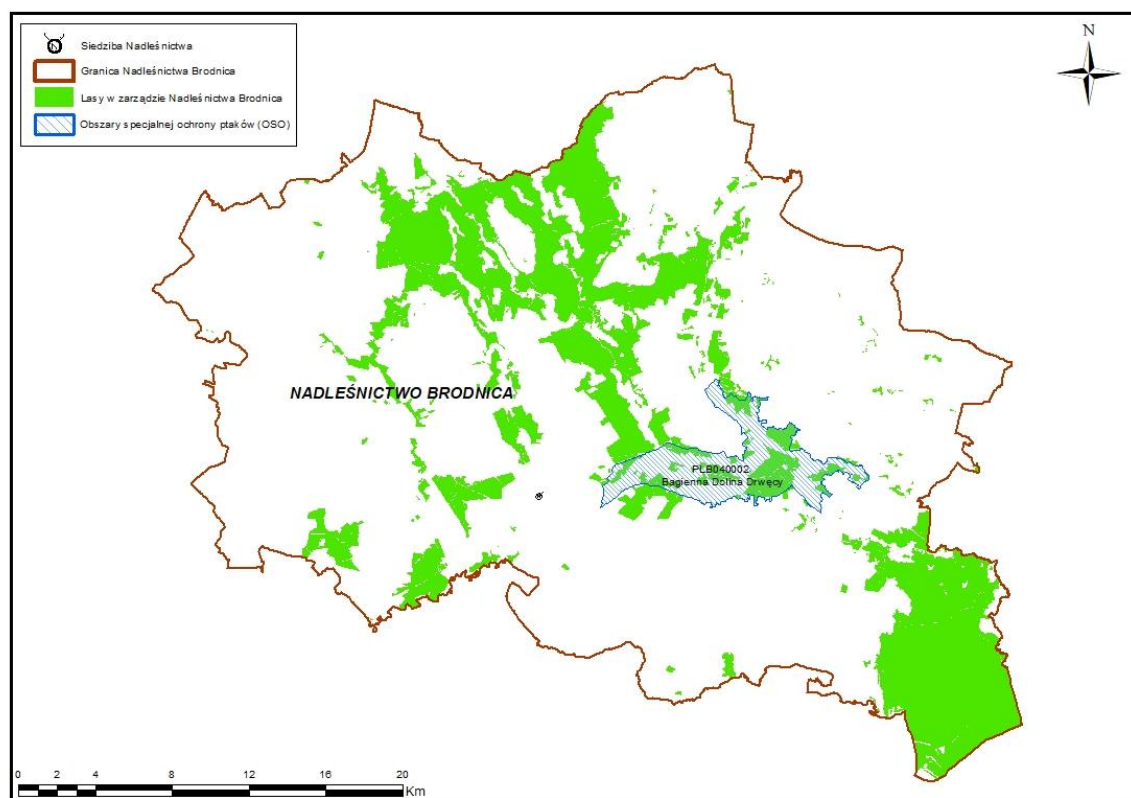 Siedziba Nadleśnictwa
Granica Nadleśnictwa Brodnica
Lasy w zarządzie Nadleśnictwa Brodnica
Obszary specjalnej ochrony ptaków (OSO)
N
NADLEŚNICTWO BRODNICA
PLB040002
Bagienna Dolina Drwęcy
0 2 4 8 12 16 20
Km